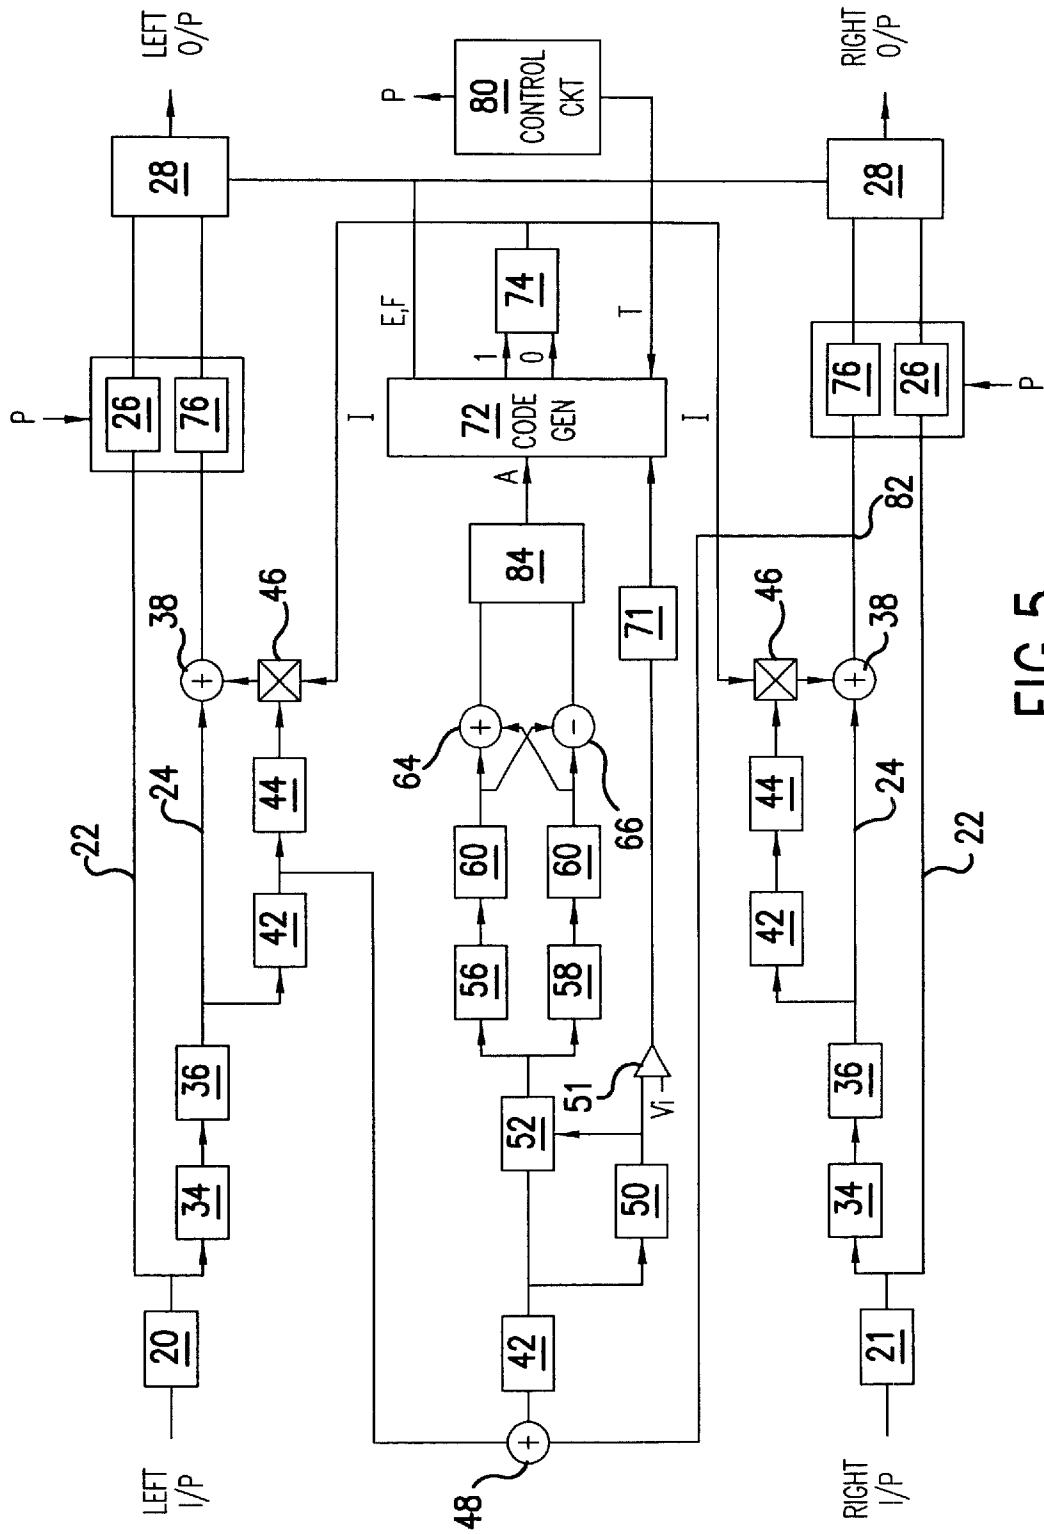 LEFT
I/P
20
22
34
36
24
42
44
46
38
P
26
76
28
LEFT
O/P
48
42
50
52
51
Vi
56
58
60
60
64
66
71
84
A
72
CODE
GEN
I
I
E,F
1
0
74
T
P
80
CONTROL
CKT
RIGHT
I/P
21
34
36
42
44
46
24
38
22
82
76
26
P
28
RIGHT
O/P
FIG.5